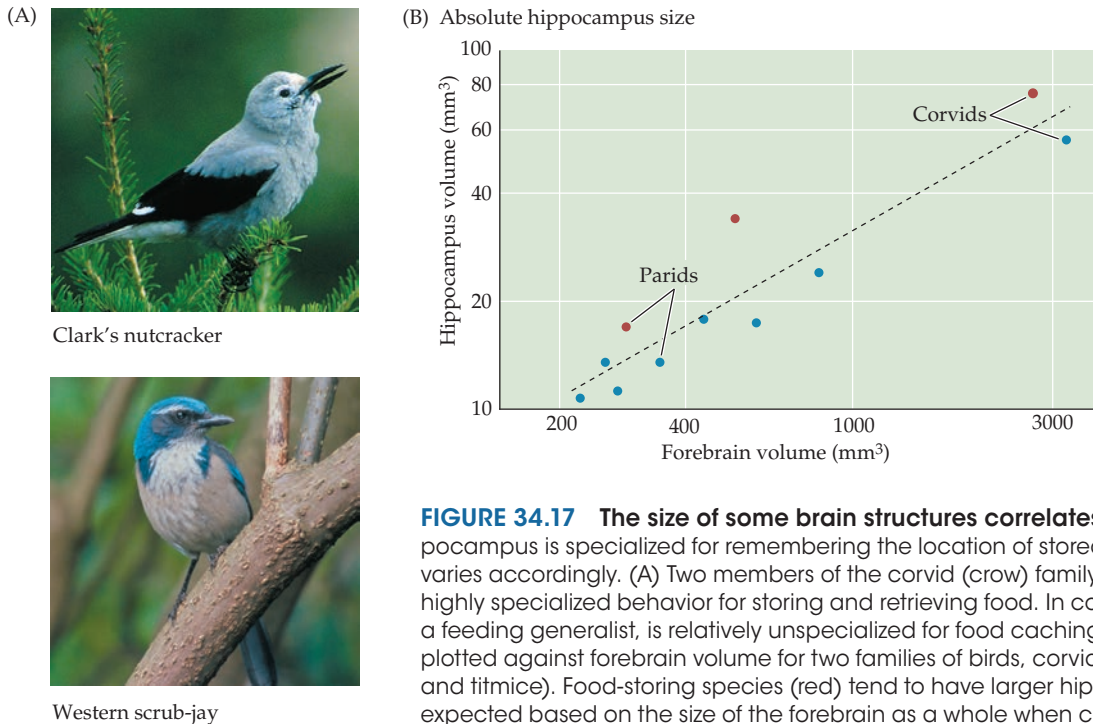 (A)
Clark's nutcracker
Western scrub-jay
(B) Absolute hippocampus size
Hippocampus volume (mm³)
100
80
60
40
20
10
Corvids
Parids
200 400 1000 3000
Forebrain volume (mm³)
FIGURE 34.17 The size of some brain structures correlates
pocampus is specialized for remembering the location of stored
varies accordingly. (A) Two members of the corvid (crow) family
highly specialized behavior for storing and retrieving food. In co
a feeding generalist, is relatively unspecialized for food caching
plotted against forebrain volume for two families of birds, corvid
and titmice). Food-storing species (red) tend to have larger hip
expected based on the size of the forebrain as a whole when c